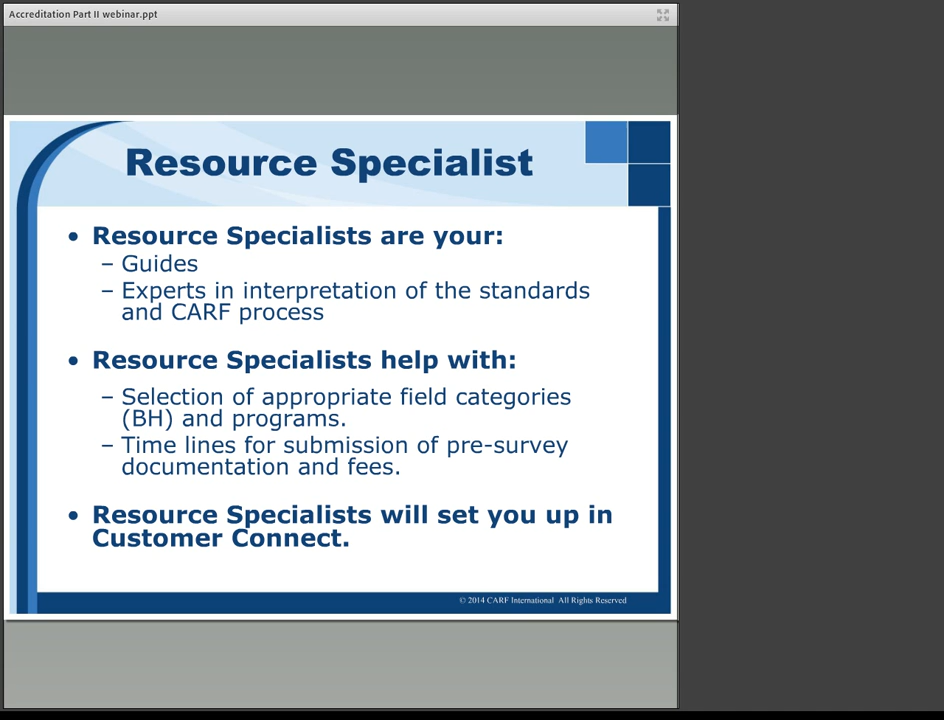 Accreditation Part II webinar.ppt
Resource Specialist
• Resource Specialists are your:
– Guides
– Experts in interpretation of the standards
and CARF process
• Resource Specialists help with:
– Selection of appropriate field categories
(BH) and programs.
– Time lines for submission of pre-survey
documentation and fees.
• Resource Specialists will set you up in
Customer Connect.
© 2014 CARF International All Rights Reserved